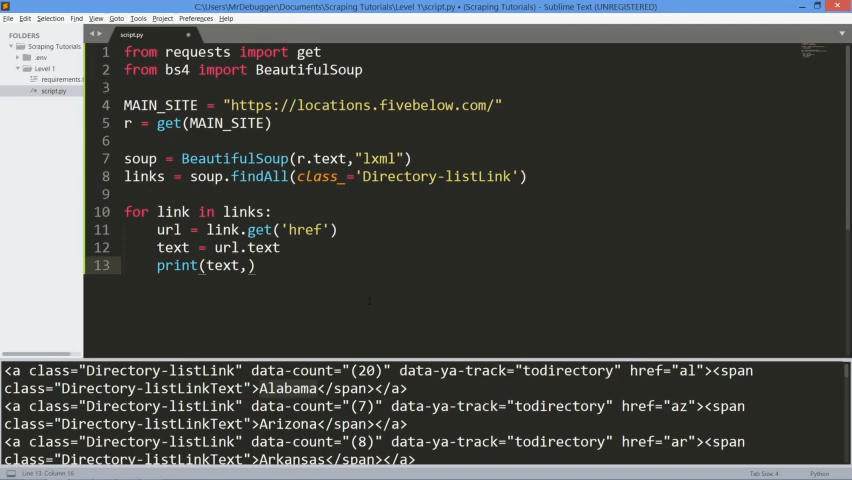 C:\Users\MrDebugger\Documents\Scraping Tutorials\Level 1\script.py • (Scraping Tutorials) - Sublime Text (UNREGISTERED)
File Edit Selection Find View Goto Tools Project Preferences Help
FOLDERS
Scraping Tutorials
.env
Level 1
requirements.t
script.py
script.py
1 from requests import get
2 from bs4 import BeautifulSoup
3
4 MAIN_SITE = "https://locations.fivebelow.com/"
5 r = get(MAIN_SITE)
6
7 soup = BeautifulSoup(r.text,"lxml")
8 links = soup.findAll(class_='Directory-listLink')
9
10 for link in links:
11 url = link.get('href')
12 text = url.text
13 print(text,)
<a class="Directory-listLink" data-count="(20)" data-ya-track="todirectory" href="al"><span
class="Directory-listLinkText">Alabama</span></a>
<a class="Directory-listLink" data-count="(7)" data-ya-track="todirectory" href="az"><span
class="Directory-listLinkText">Arizona</span></a>
<a class="Directory-listLink" data-count="(8)" data-ya-track="todirectory" href="ar"><span
class="Directory-listLinkText">Arkansas</span></a>
Line 13, Column 16
Tab Size: 4
Python